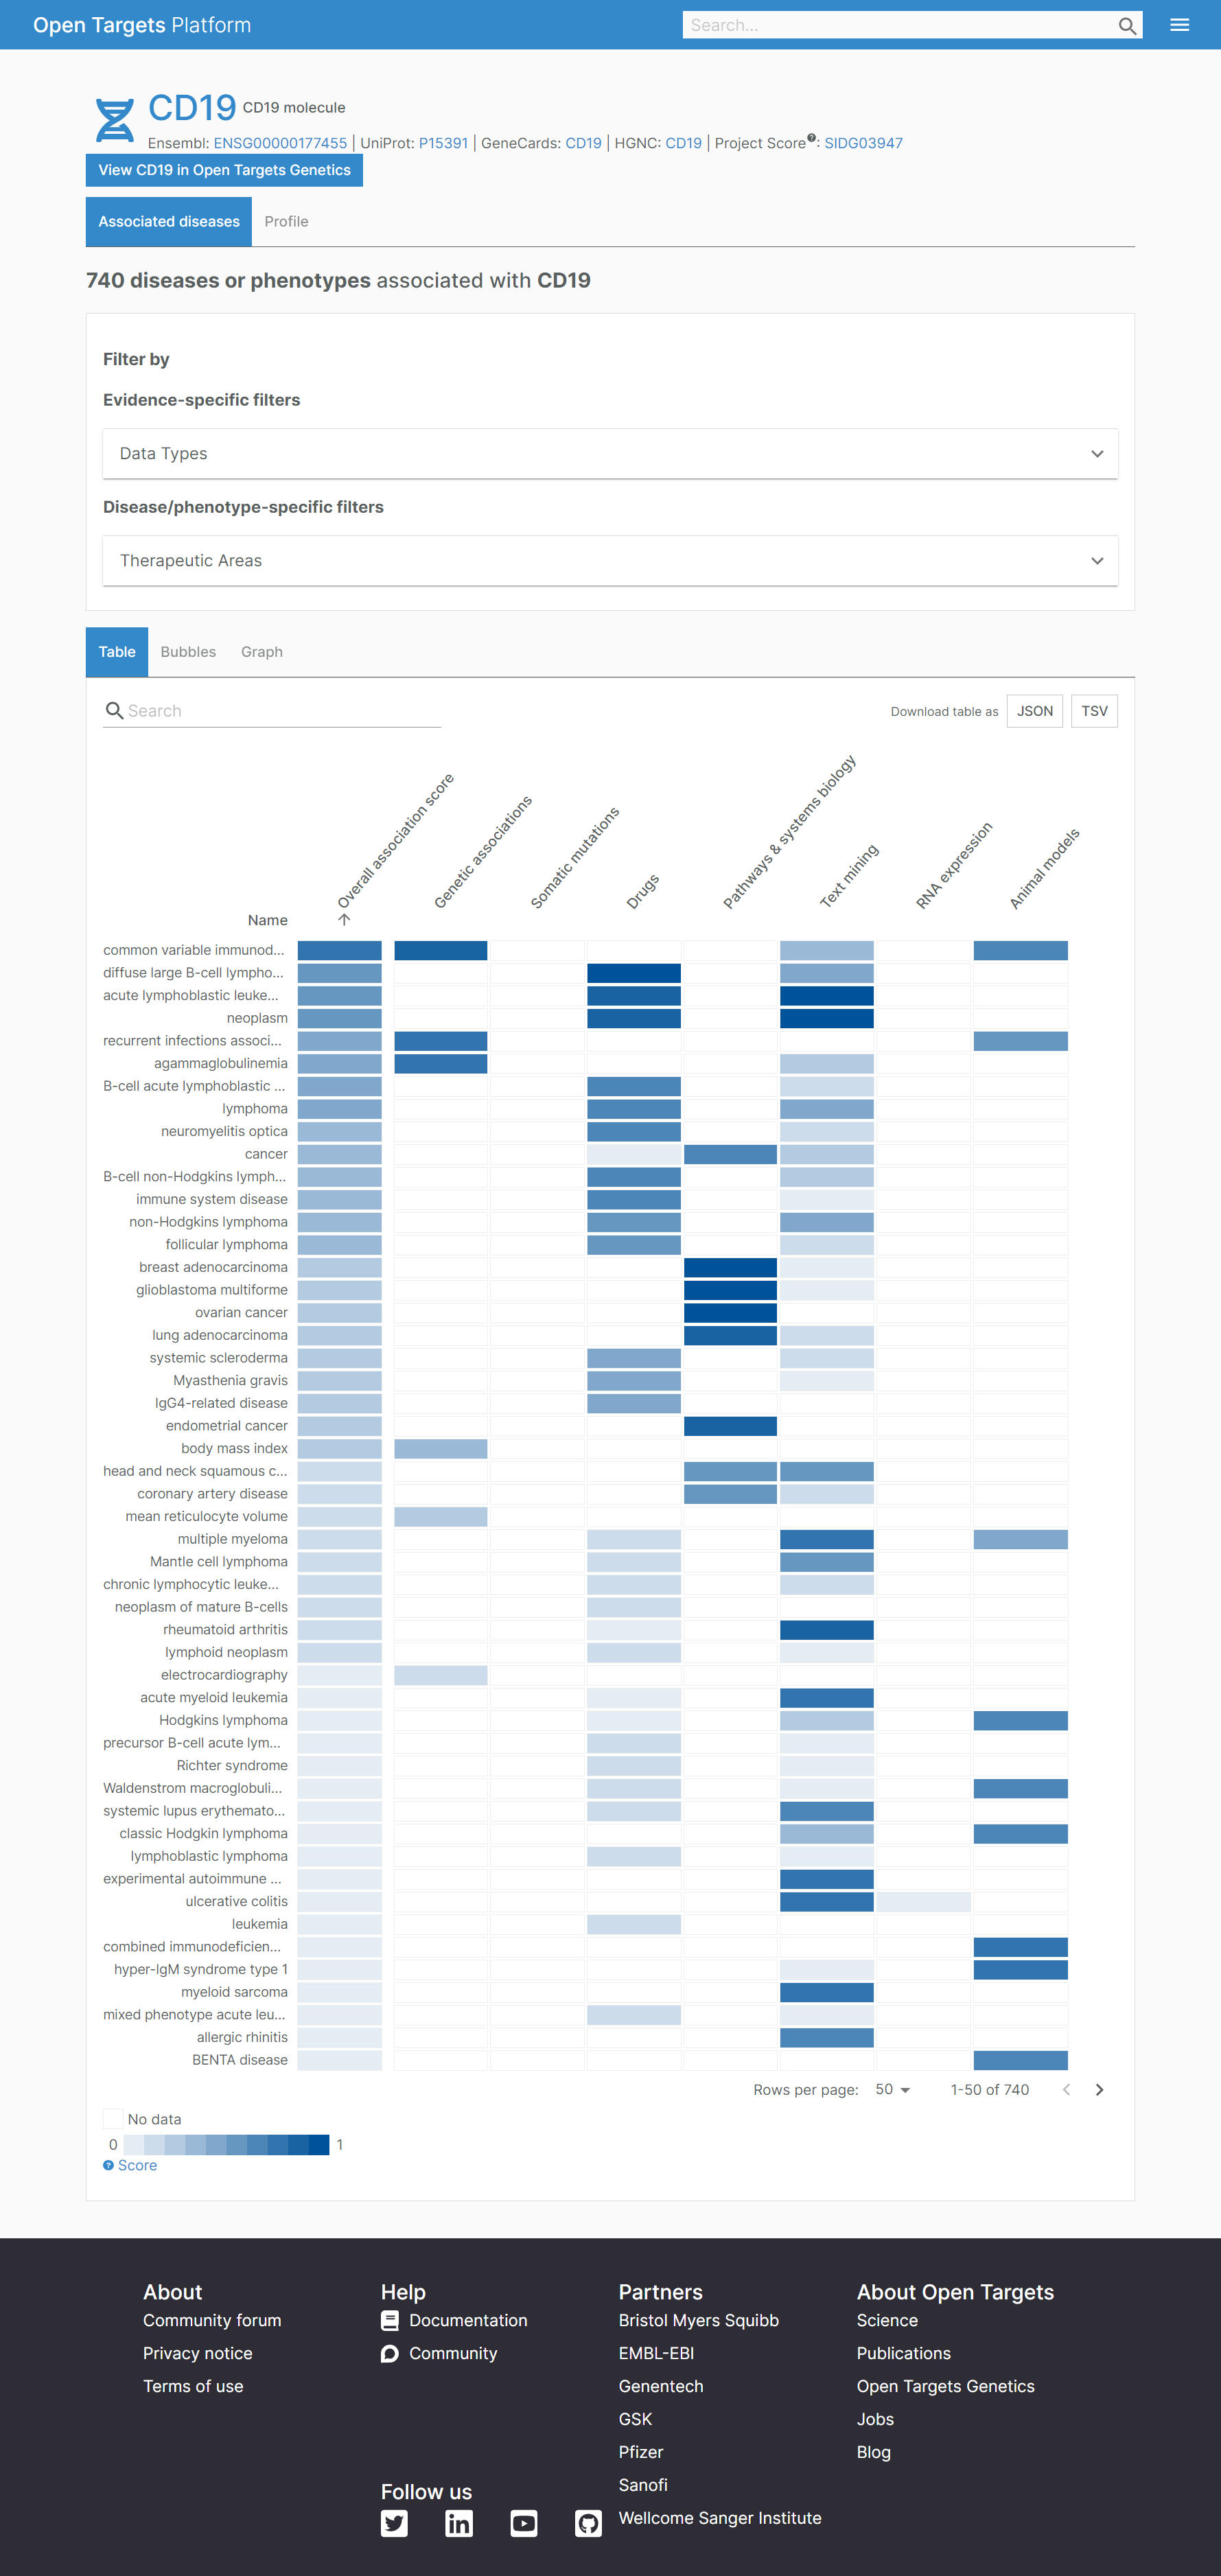 Open Targets Platform
Search...
CD19 CD19 molecule
Ensembl: ENSG00000177455 | UniProt: P15391 | GeneCards: CD19 | HGNC: CD19 | Project Score?: SIDG03947
View CD19 in Open Targets Genetics
Associated diseases Profile
740 diseases or phenotypes associated with CD19
Filter by
Evidence-specific filters
Data Types
Disease/phenotype-specific filters
Therapeutic Areas
Table Bubbles Graph
Search
Download table as JSON TSV
Name
Overall association score
Genetic associations
Somatic mutations
Drugs
Pathways & systems biology
Text mining
RNA expression
Animal models
common variable immunod...
diffuse large B-cell lympho...
acute lymphoblastic leuke...
neoplasm
recurrent infections associ...
agammaglobulinemia
B-cell acute lymphoblastic ...
lymphoma
neuromyelitis optica
cancer
B-cell non-Hodgkins lymph...
immune system disease
non-Hodgkins lymphoma
follicular lymphoma
breast adenocarcinoma
glioblastoma multiforme
ovarian cancer
lung adenocarcinoma
systemic scleroderma
Myasthenia gravis
IgG4-related disease
endometrial cancer
body mass index
head and neck squamous c...
coronary artery disease
mean reticulocyte volume
multiple myeloma
Mantle cell lymphoma
chronic lymphocytic leuke...
neoplasm of mature B-cells
rheumatoid arthritis
lymphoid neoplasm
electrocardiography
acute myeloid leukemia
Hodgkins lymphoma
precursor B-cell acute lym...
Richter syndrome
Waldenstrom macroglobuli...
systemic lupus erythemato...
classic Hodgkin lymphoma
lymphoblastic lymphoma
experimental autoimmune ...
ulcerative colitis
leukemia
combined immunodeficien...
hyper-IgM syndrome type 1
myeloid sarcoma
mixed phenotype acute leu...
allergic rhinitis
BENTA disease
Rows per page: 50 1-50 of 740
No data
0 1
? Score
About
Community forum
Privacy notice
Terms of use
Help
Documentation
Community
Follow us
Partners
Bristol Myers Squibb
EMBL-EBI
Genentech
GSK
Pfizer
Sanofi
Wellcome Sanger Institute
About Open Targets
Science
Publications
Open Targets Genetics
Jobs
Blog